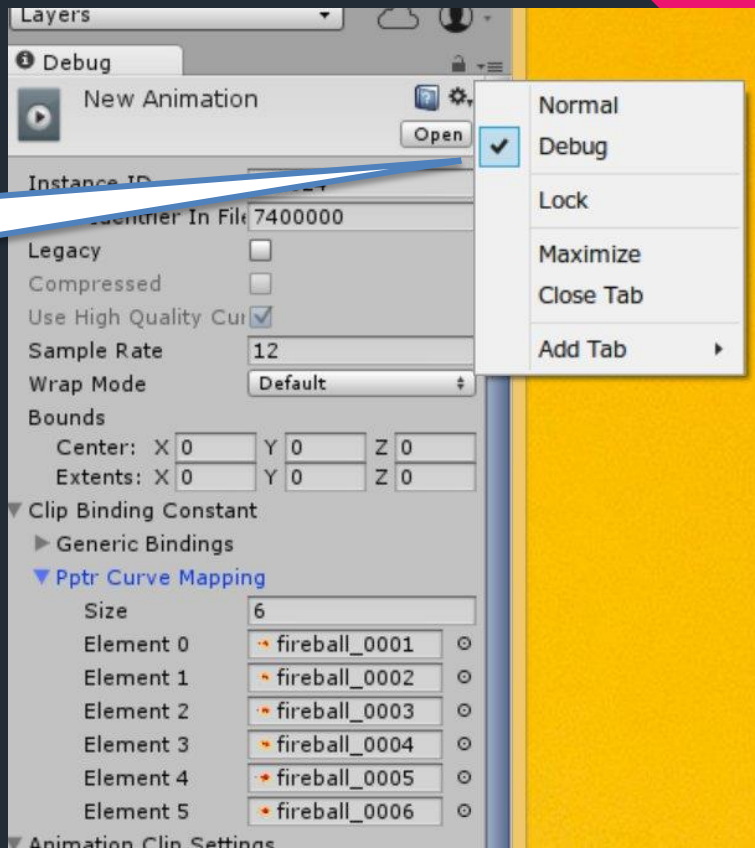 Layers
Debug
New Animation
Open
Instance ID
In File 7400000
Legacy
Compressed
Use High Quality Cur
Sample Rate 12
Wrap Mode Default
Bounds
Center: X 0 Y 0 Z 0
Extents: X 0 Y 0 Z 0
Clip Binding Constant
Generic Bindings
Pptr Curve Mapping
Size 6
Element 0 fireball_0001
Element 1 fireball_0002
Element 2 fireball_0003
Element 3 fireball_0004
Element 4 fireball_0005
Element 5 fireball_0006
Animation Clip Settings
Normal
Debug
Lock
Maximize
Close Tab
Add Tab